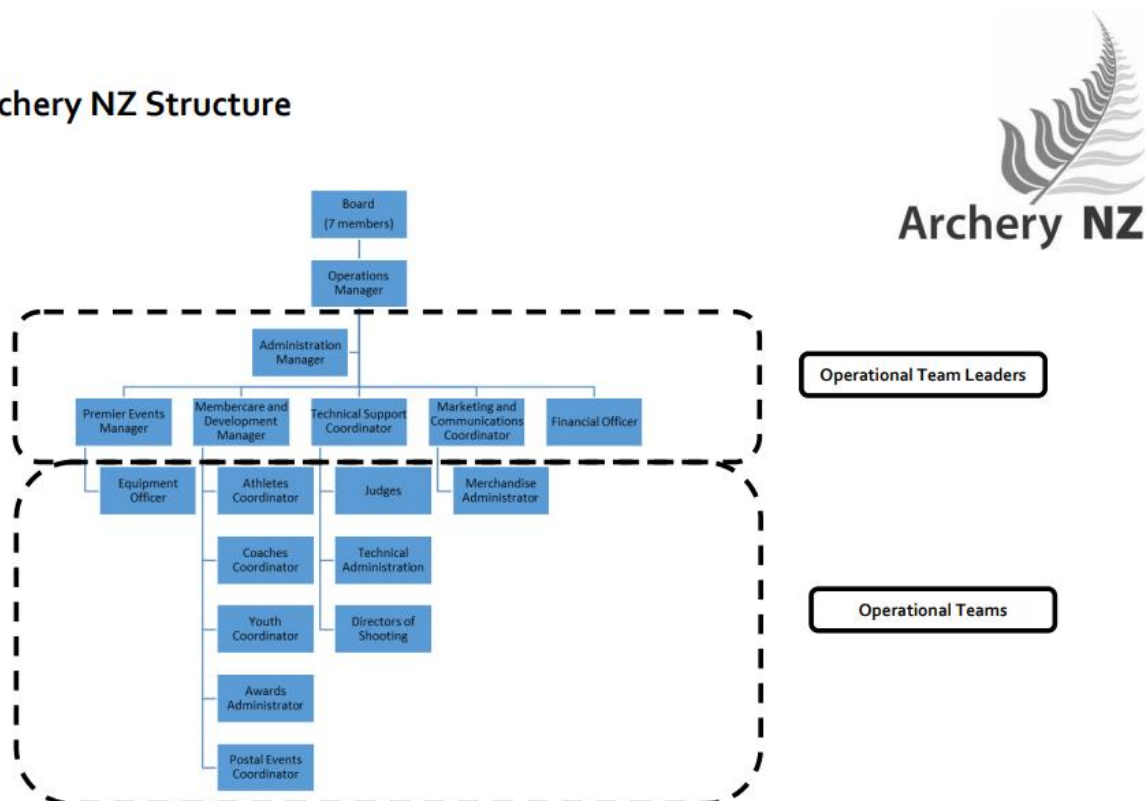 chery NZ Structure
Archery NZ
Board
(7 members)
Operations
Manager
Administration
Manager
Operational Team Leaders
Premier Events
Manager
Membercare and
Development
Manager
Technical Support
Coordinator
Marketing and
Communications
Coordinator
Financial Officer
Equipment
Officer
Athletes
Coordinator
Judges
Merchandise
Administrator
Coaches
Coordinator
Technical
Administration
Operational Teams
Youth
Coordinator
Directors of
Shooting
Awards
Administrator
Postal Events
Coordinator